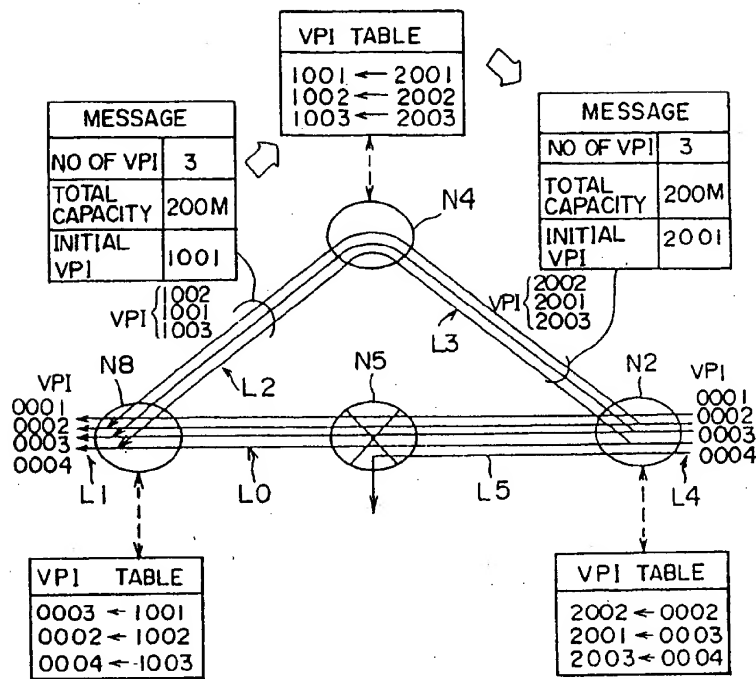 VPI TABLE
1001 ← 2001
1002 ← 2002
1003 ← 2003
MESSAGE
NO OF VPI 3
TOTAL CAPACITY 200M
INITIAL VPI 1001
MESSAGE
NO OF VPI 3
TOTAL CAPACITY 200M
INITIAL VPI 2001
N4
VPI { 1002
1001
1003
VPI { 2002
2001
2003
L2
L3
N8
N5
N2
VPI
0001
0002
0003
0004
VPI
0001
0002
0003
0004
L1
L0
L5
L4
VPI TABLE
0003 ← 1001
0002 ← 1002
0004 ← 1003
VPI TABLE
2002 ← 0002
2001 ← 0003
2003 ← 0004